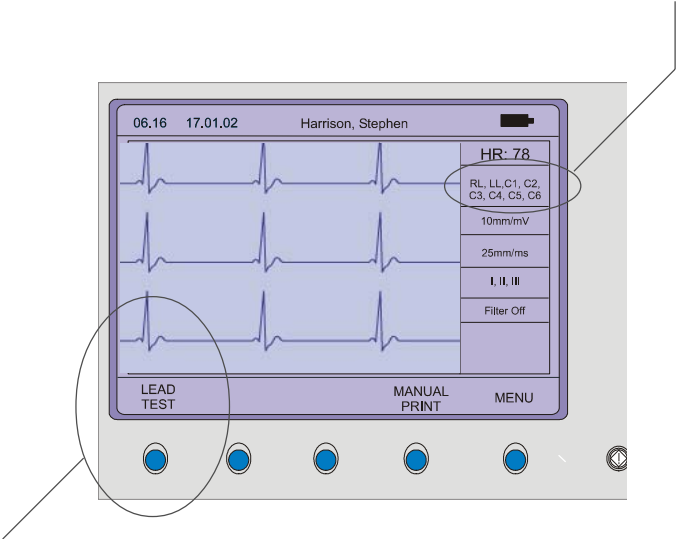 06.16 17.01.02 Harrison, Stephen
HR: 78
RL, LL,C1, C2,
C3, C4, C5, C6
10mm/mV
25mm/ms
I, II, III
Filter Off
LEAD
TEST
MANUAL
PRINT
MENU